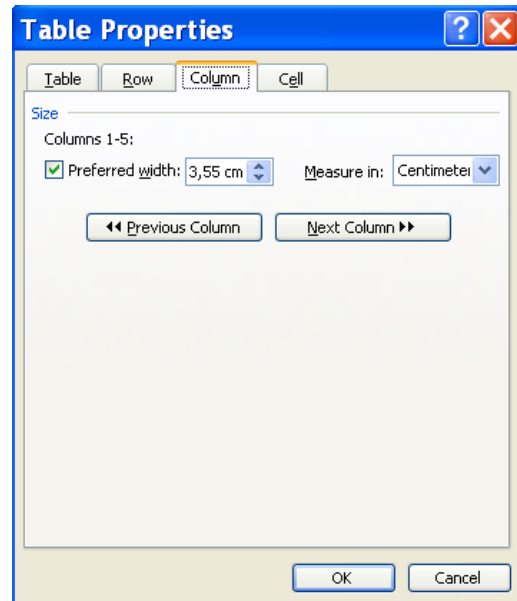 Table Properties
Table Row Column Cell
Size
Columns 1-5:
Preferred width: 3,55 cm Measure in: Centimeter
Previous Column Next Column
OK Cancel